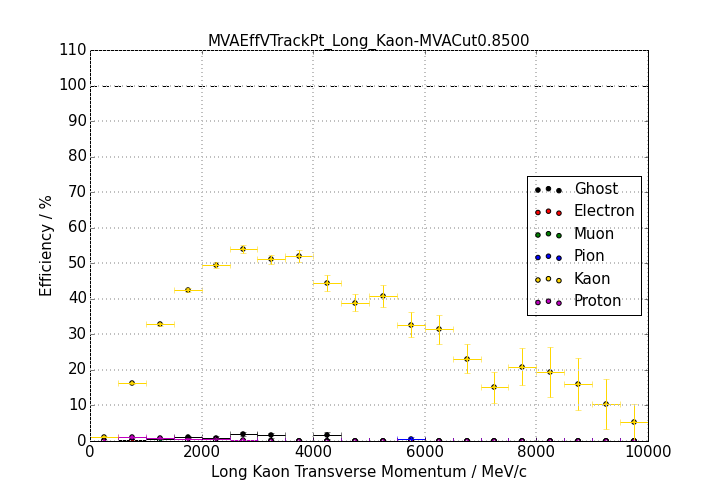 MVAEffVTrackPt_Long_Kaon-MVACut0.8500
110
100
90
80
70
60
50
40
30
20
10
0
Efficiency / %
Ghost
Electron
Muon
Pion
Kaon
Proton
0 2000 4000 6000 8000 10000
Long Kaon Transverse Momentum / MeV/c